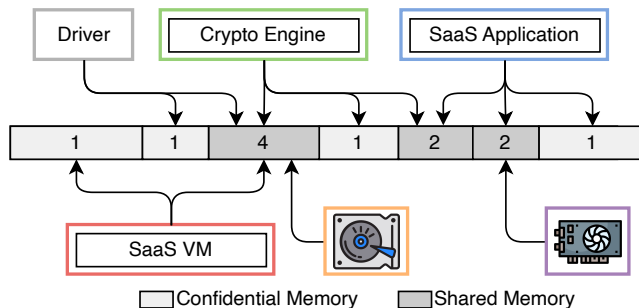 Driver
Crypto Engine
SaaS Application
1 1 4 1 2 2 1
SaaS VM
Confidential Memory
Shared Memory